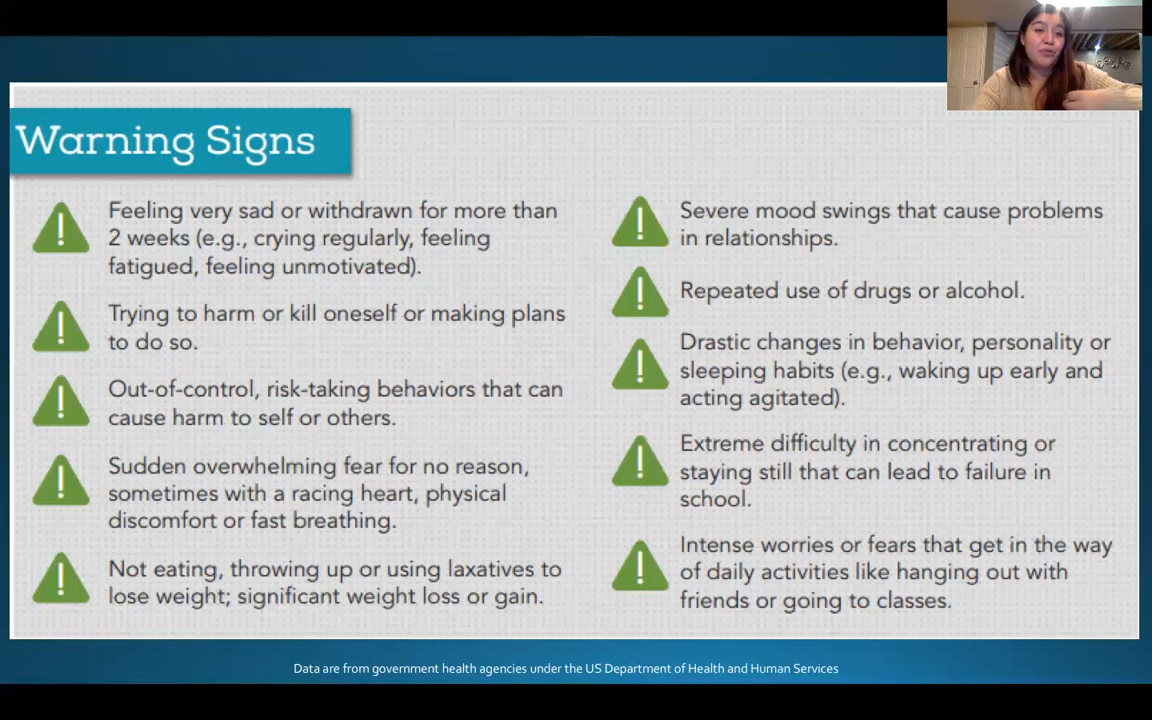 Warning Signs
Feeling very sad or withdrawn for more than
2 weeks (e.g., crying regularly, feeling
fatigued, feeling unmotivated).
Trying to harm or kill oneself or making plans
to do so.
Out-of-control, risk-taking behaviors that can
cause harm to self or others.
Sudden overwhelming fear for no reason,
sometimes with a racing heart, physical
discomfort or fast breathing.
Not eating, throwing up or using laxatives to
lose weight; significant weight loss or gain.
Severe mood swings that cause problems
in relationships.
Repeated use of drugs or alcohol.
Drastic changes in behavior, personality or
sleeping habits (e.g., waking up early and
acting agitated).
Extreme difficulty in concentrating or
staying still that can lead to failure in
school.
Intense worries or fears that get in the way
of daily activities like hanging out with
friends or going to classes.
Data are from government health agencies under the US Department of Health and Human Services